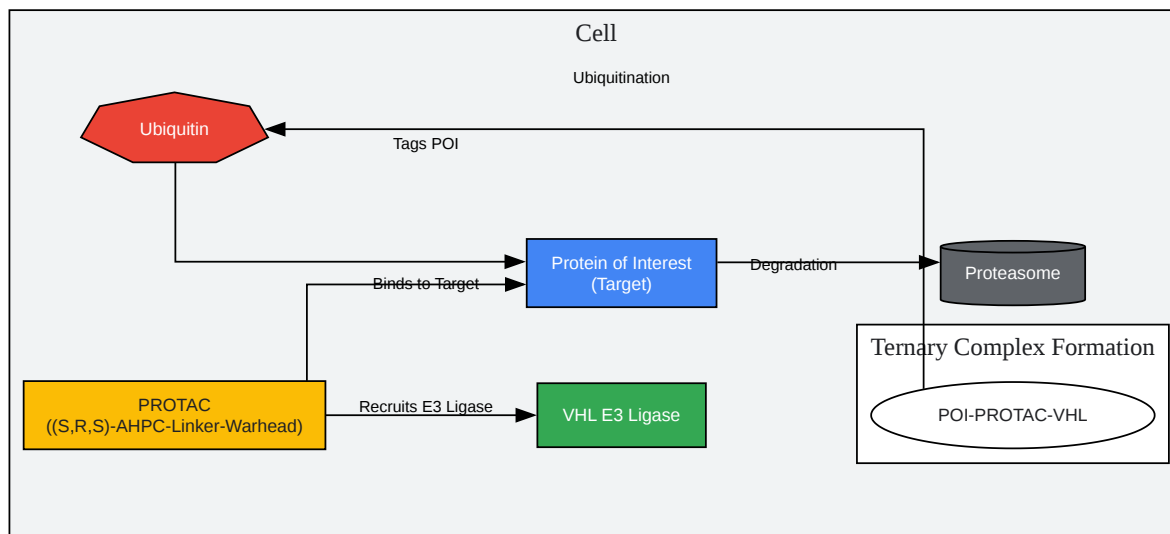 Cell
Ubiquitination
Ubiquitin
Tags POI
Protein of Interest
(Target)
Degradation
Proteasome
Binds to Target
Ternary Complex Formation
PROTAC
((S,R,S)-AHPC-Linker-Warhead)
Recruits E3 Ligase
VHL E3 Ligase
POI-PROTAC-VHL